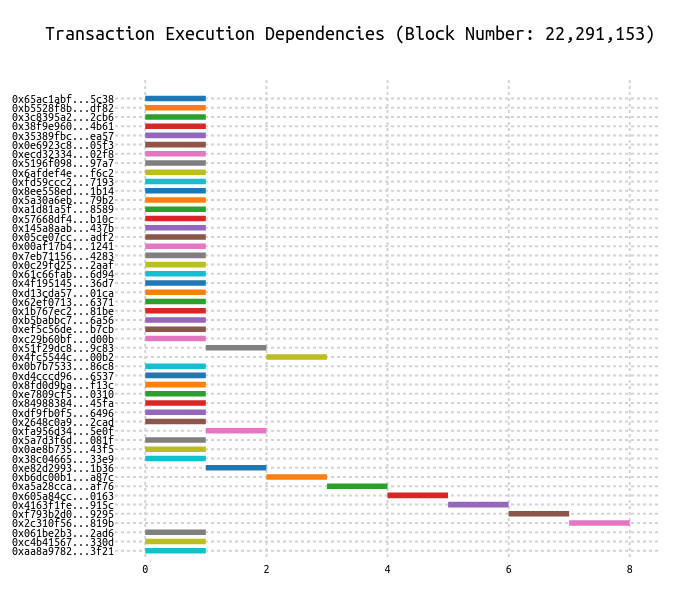 Transaction Execution Dependencies (Block Number: 22,291,153)
0x65ac1abf...5c38
0xb5528f8b...df82
0x3c8395a2...2cb6
0x38f9e960...4b61
0x35389fbc...ea57
0x0e6923c8...05f3
0xecd32334...02f8
0x5196f098...97a7
0x6afdef4e...f6c2
0xfd59ccc2...7193
0x8ee558ed...1b14
0x5a30a6eb...79b2
0xa1d81a5f...8589
0x57668df4...b10c
0x145a8aab...437b
0x05ce07cc...adf2
0x00af17b4...1241
0x7eb71156...4283
0x0c29fd25...2aaf
0x61c66fab...6d94
0x4f195145...36d7
0xd13cda57...01ca
0x62ef0713...6371
0x1b767ec2...81be
0xb5babbc7...6a56
0xef5c56de...b7cb
0xc29b60bf...d00b
0x51f29dc8...9c83
0x4fc5544c...00b2
0x0b7b7533...86c8
0xd4cccd96...6537
0x8fd0d9ba...f13c
0xe7809cf5...0310
0x84988384...45fa
0xdf9fb0f5...6496
0x2648c0a9...2cad
0xfa956d34...5e0f
0x5a7d3f6d...081f
0x0ae8b735...43f5
0x38c04665...33e9
0xe82d2993...1b36
0xb6dc00b1...a87c
0xa5a28cca...af76
0x605a84cc...0163
0x4163f1fe...915c
0xf793b2d0...9295
0x2c310f56...819b
0x061be2b3...2ad6
0xc4b41567...330d
0xaa8a9782...3f21
0 2 4 6 8